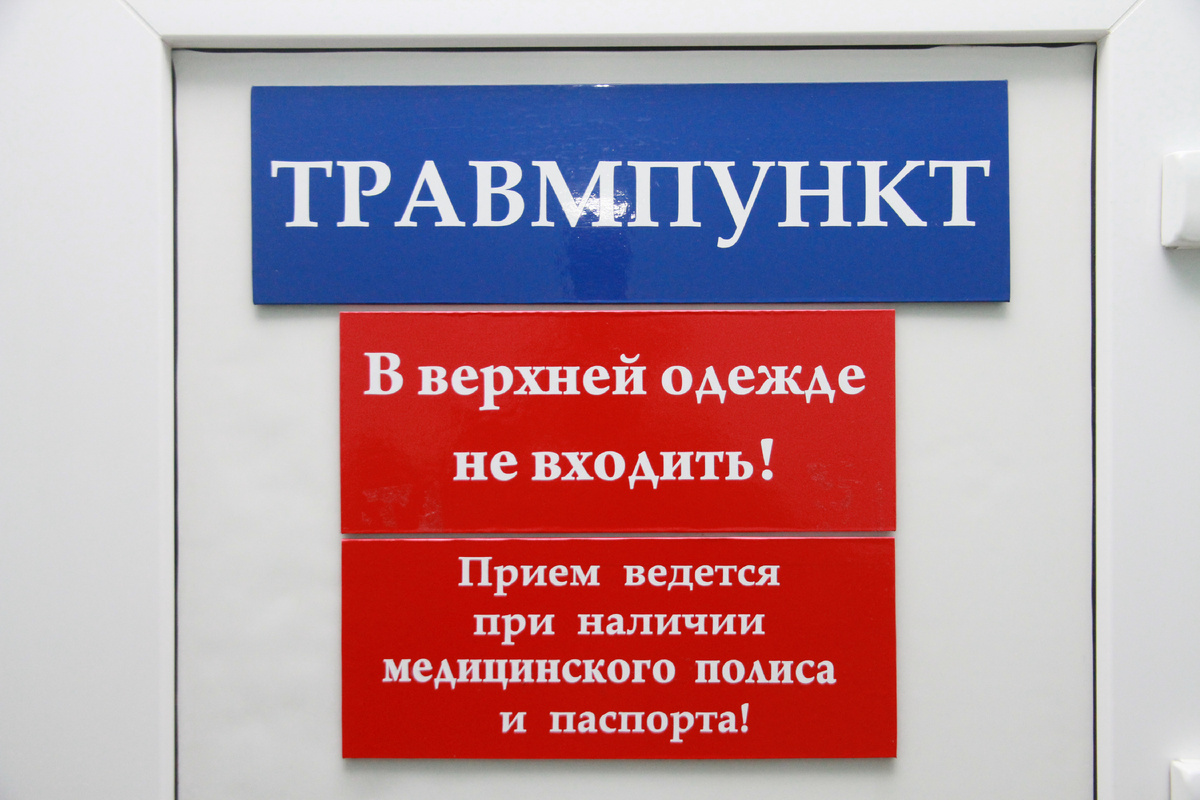 ТРАВМПУНКТ
В верхней одежде
не входить!
Прием ведется
при наличии
медицинского полиса
и паспорта!